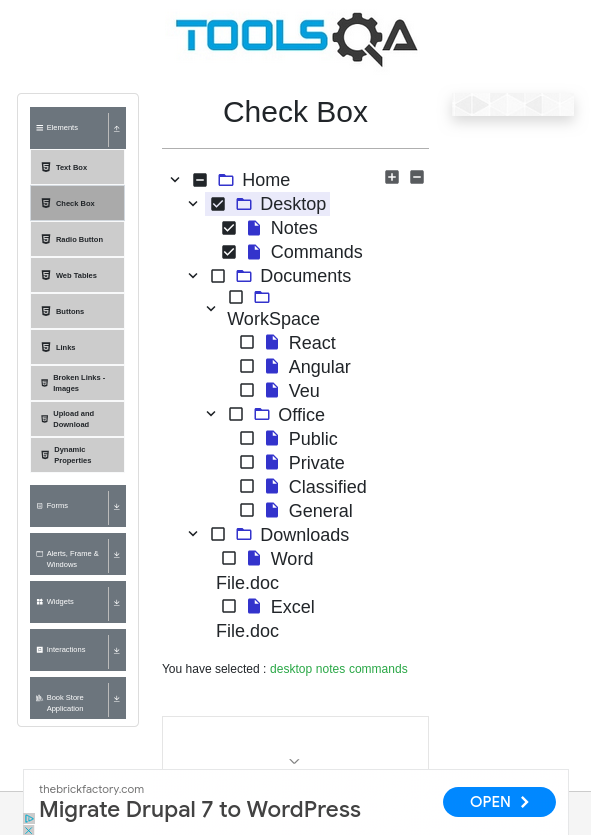 TOOLSQA
Check Box
Elements
Text Box
Check Box
Radio Button
Web Tables
Buttons
Links
Broken Links -
Images
Upload and
Download
Dynamic
Properties
Forms
Alerts, Frame &
Windows
Widgets
Interactions
Book Store
Application
Home
Desktop
Notes
Commands
Documents
WorkSpace
React
Angular
Veu
Office
Public
Private
Classified
General
Downloads
Word
File.doc
Excel
File.doc
You have selected : desktop notes commands
thebrickfactory.com
Migrate Drupal 7 to WordPress
OPEN